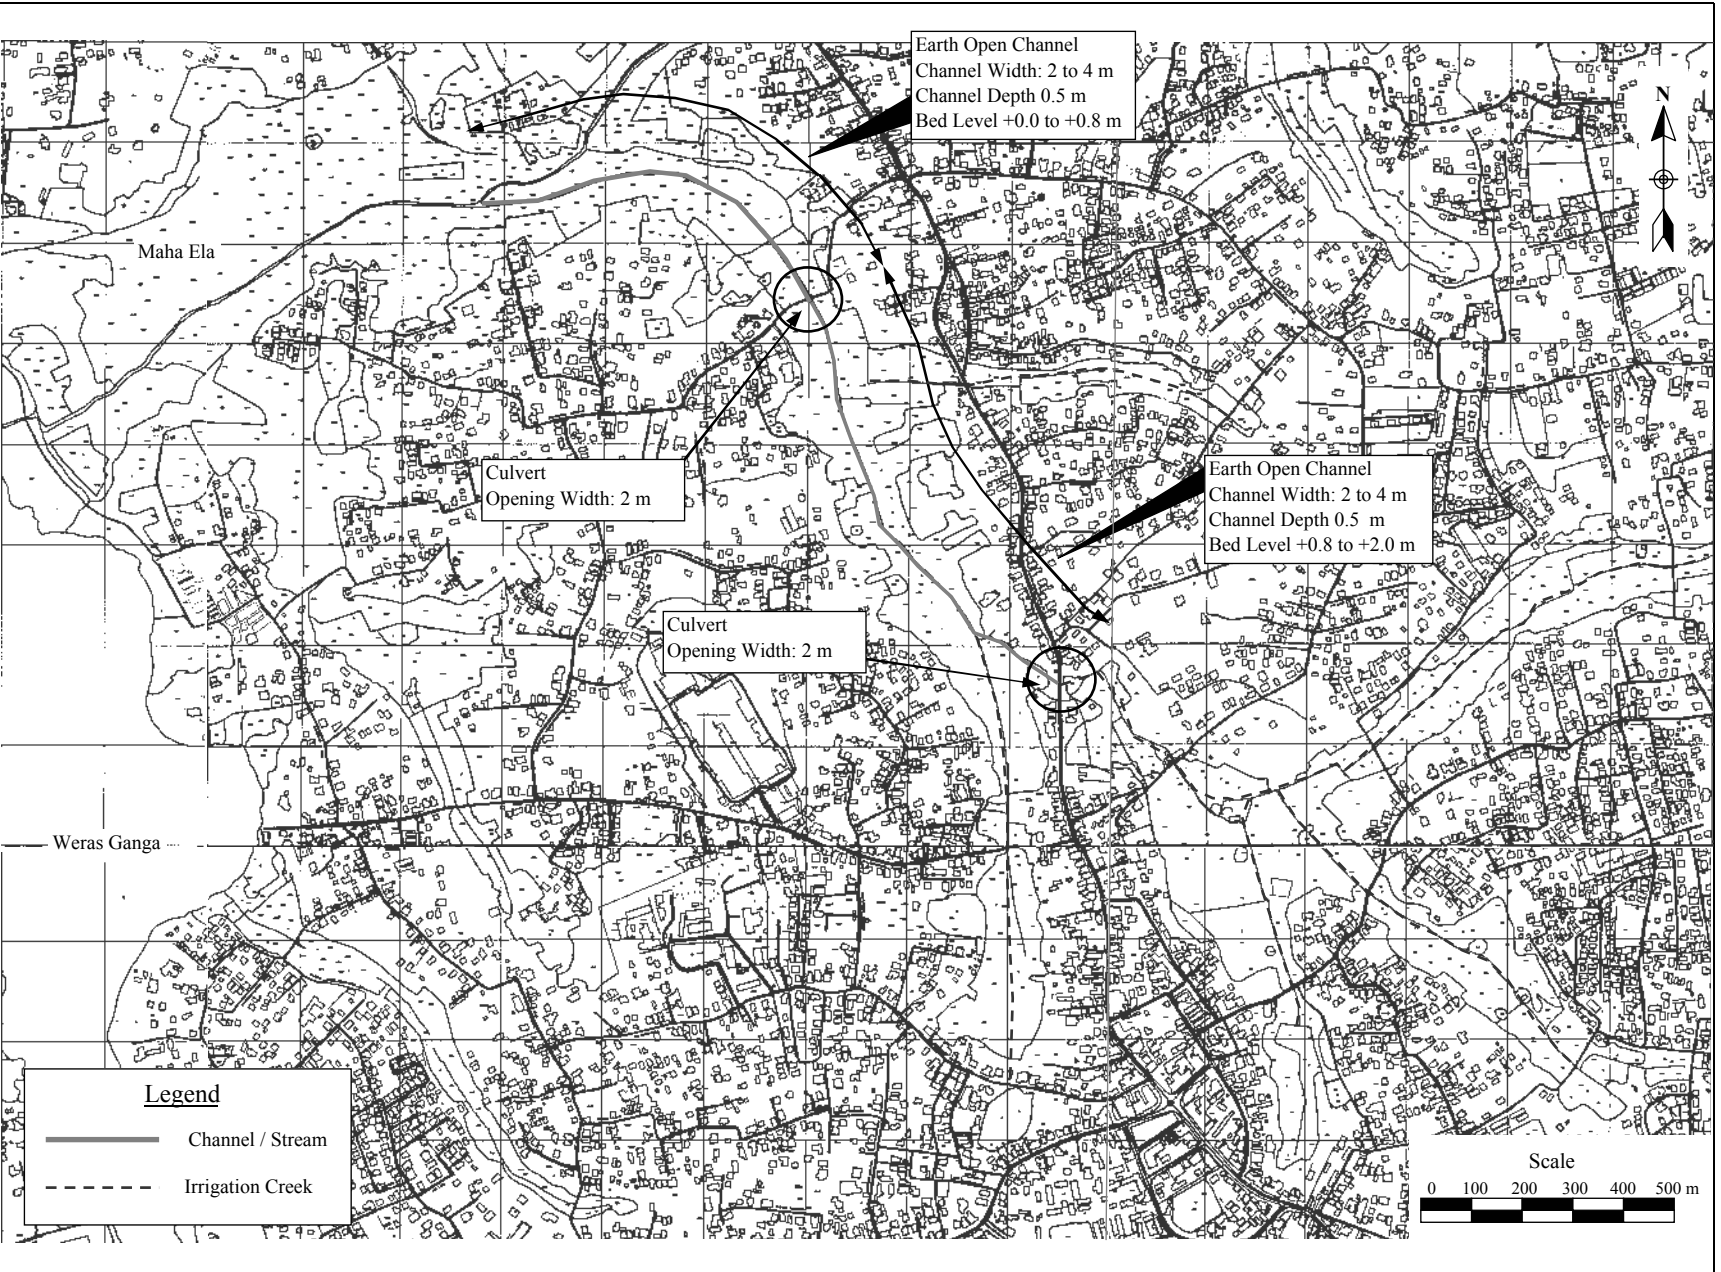 Earth Open Channel
Channel Width: 2 to 4 m
Channel Depth 0.5 m
Bed Level +0.0 to +0.8 m
N
Maha Ela
Culvert
Opening Width: 2 m
Earth Open Channel
Channel Width: 2 to 4 m
Channel Depth 0.5 m
Bed Level +0.8 to +2.0 m
Culvert
Opening Width: 2 m
Weras Ganga
Legend
Channel / Stream
Irrigation Creek
Scale
0 100 200 300 400 500 m